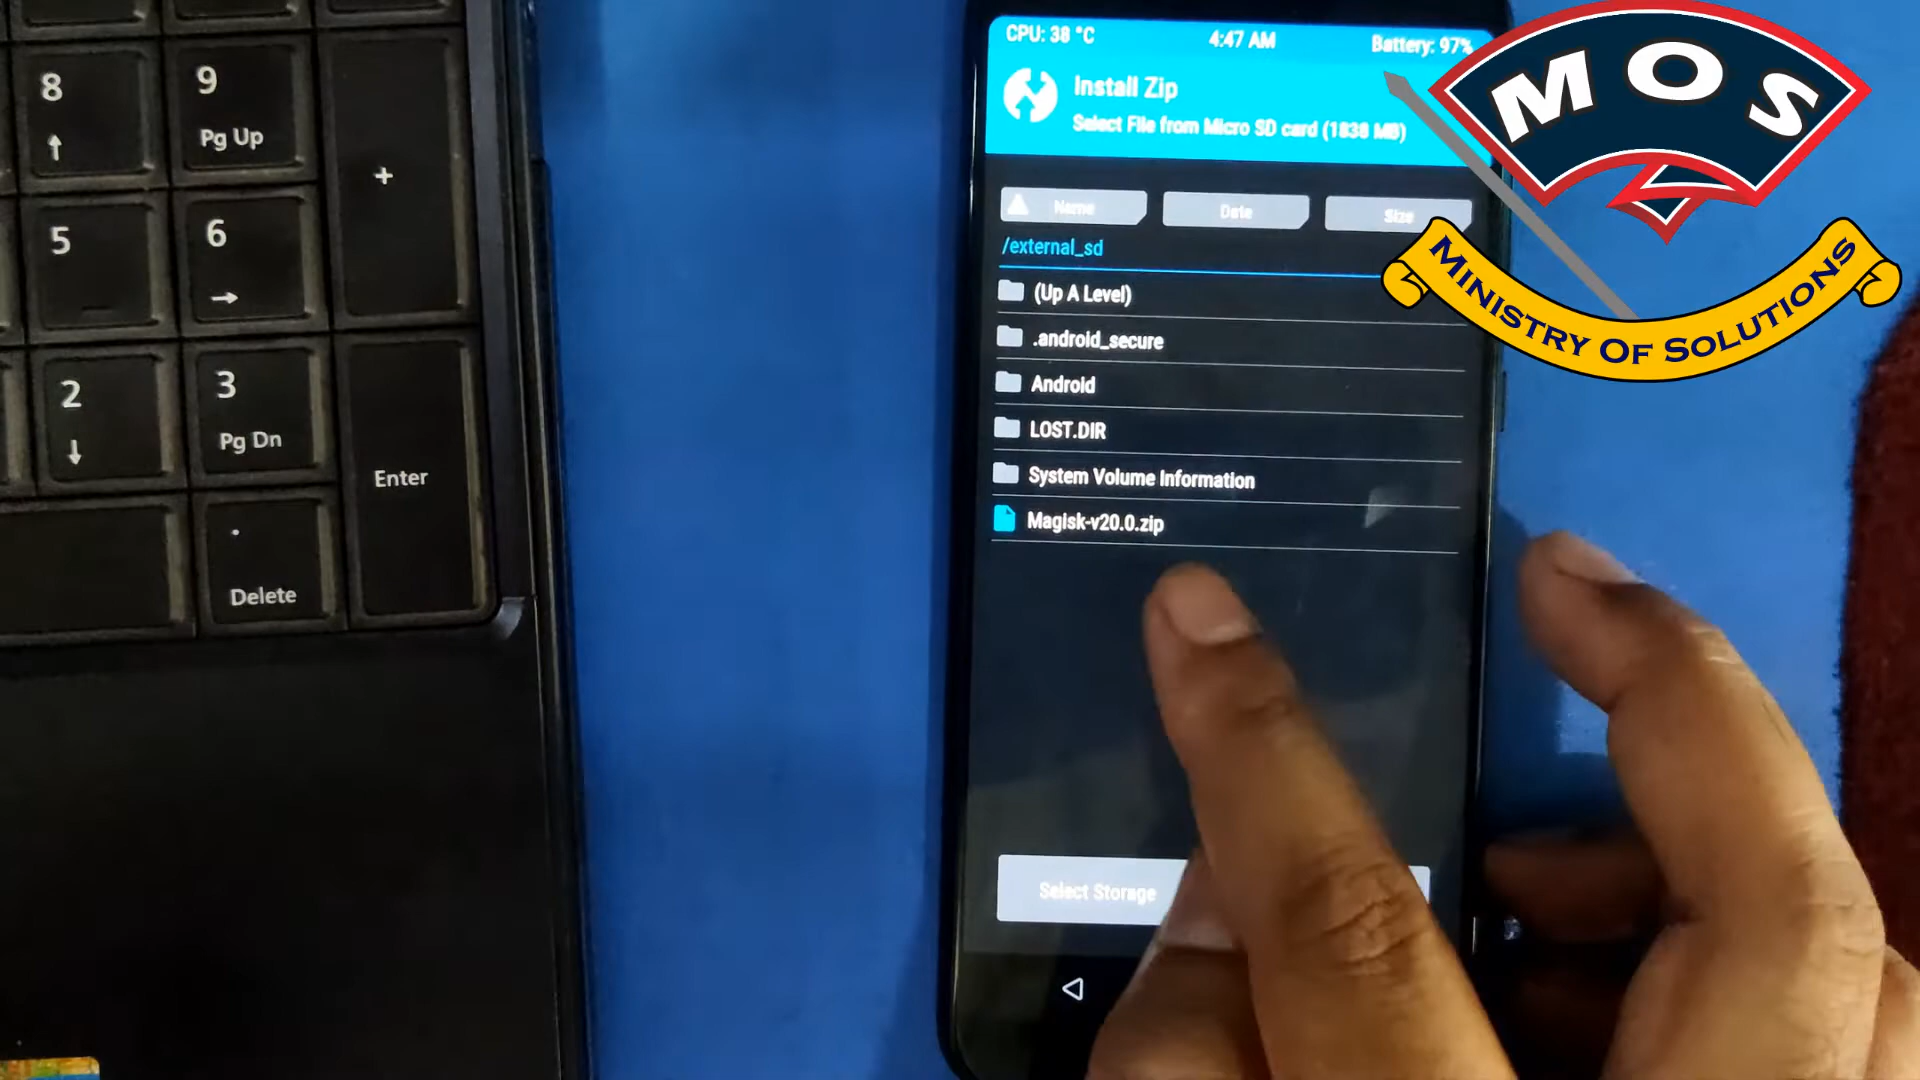 8
↑
9
Pg Up
+
5
6
→
2
↓
3
Pg Dn
Enter
.
Delete
CPU: 38 °C
4:47 AM
Battery: 97%
Install Zip
Select File from Micro SD card (1838 MB)
Name
Date
Size
/external_sd
(Up A Level)
.android_secure
Android
LOST.DIR
System Volume Information
Magisk-v20.0.zip
Select Storage
MOS
MINISTRY OF SOLUTIONS